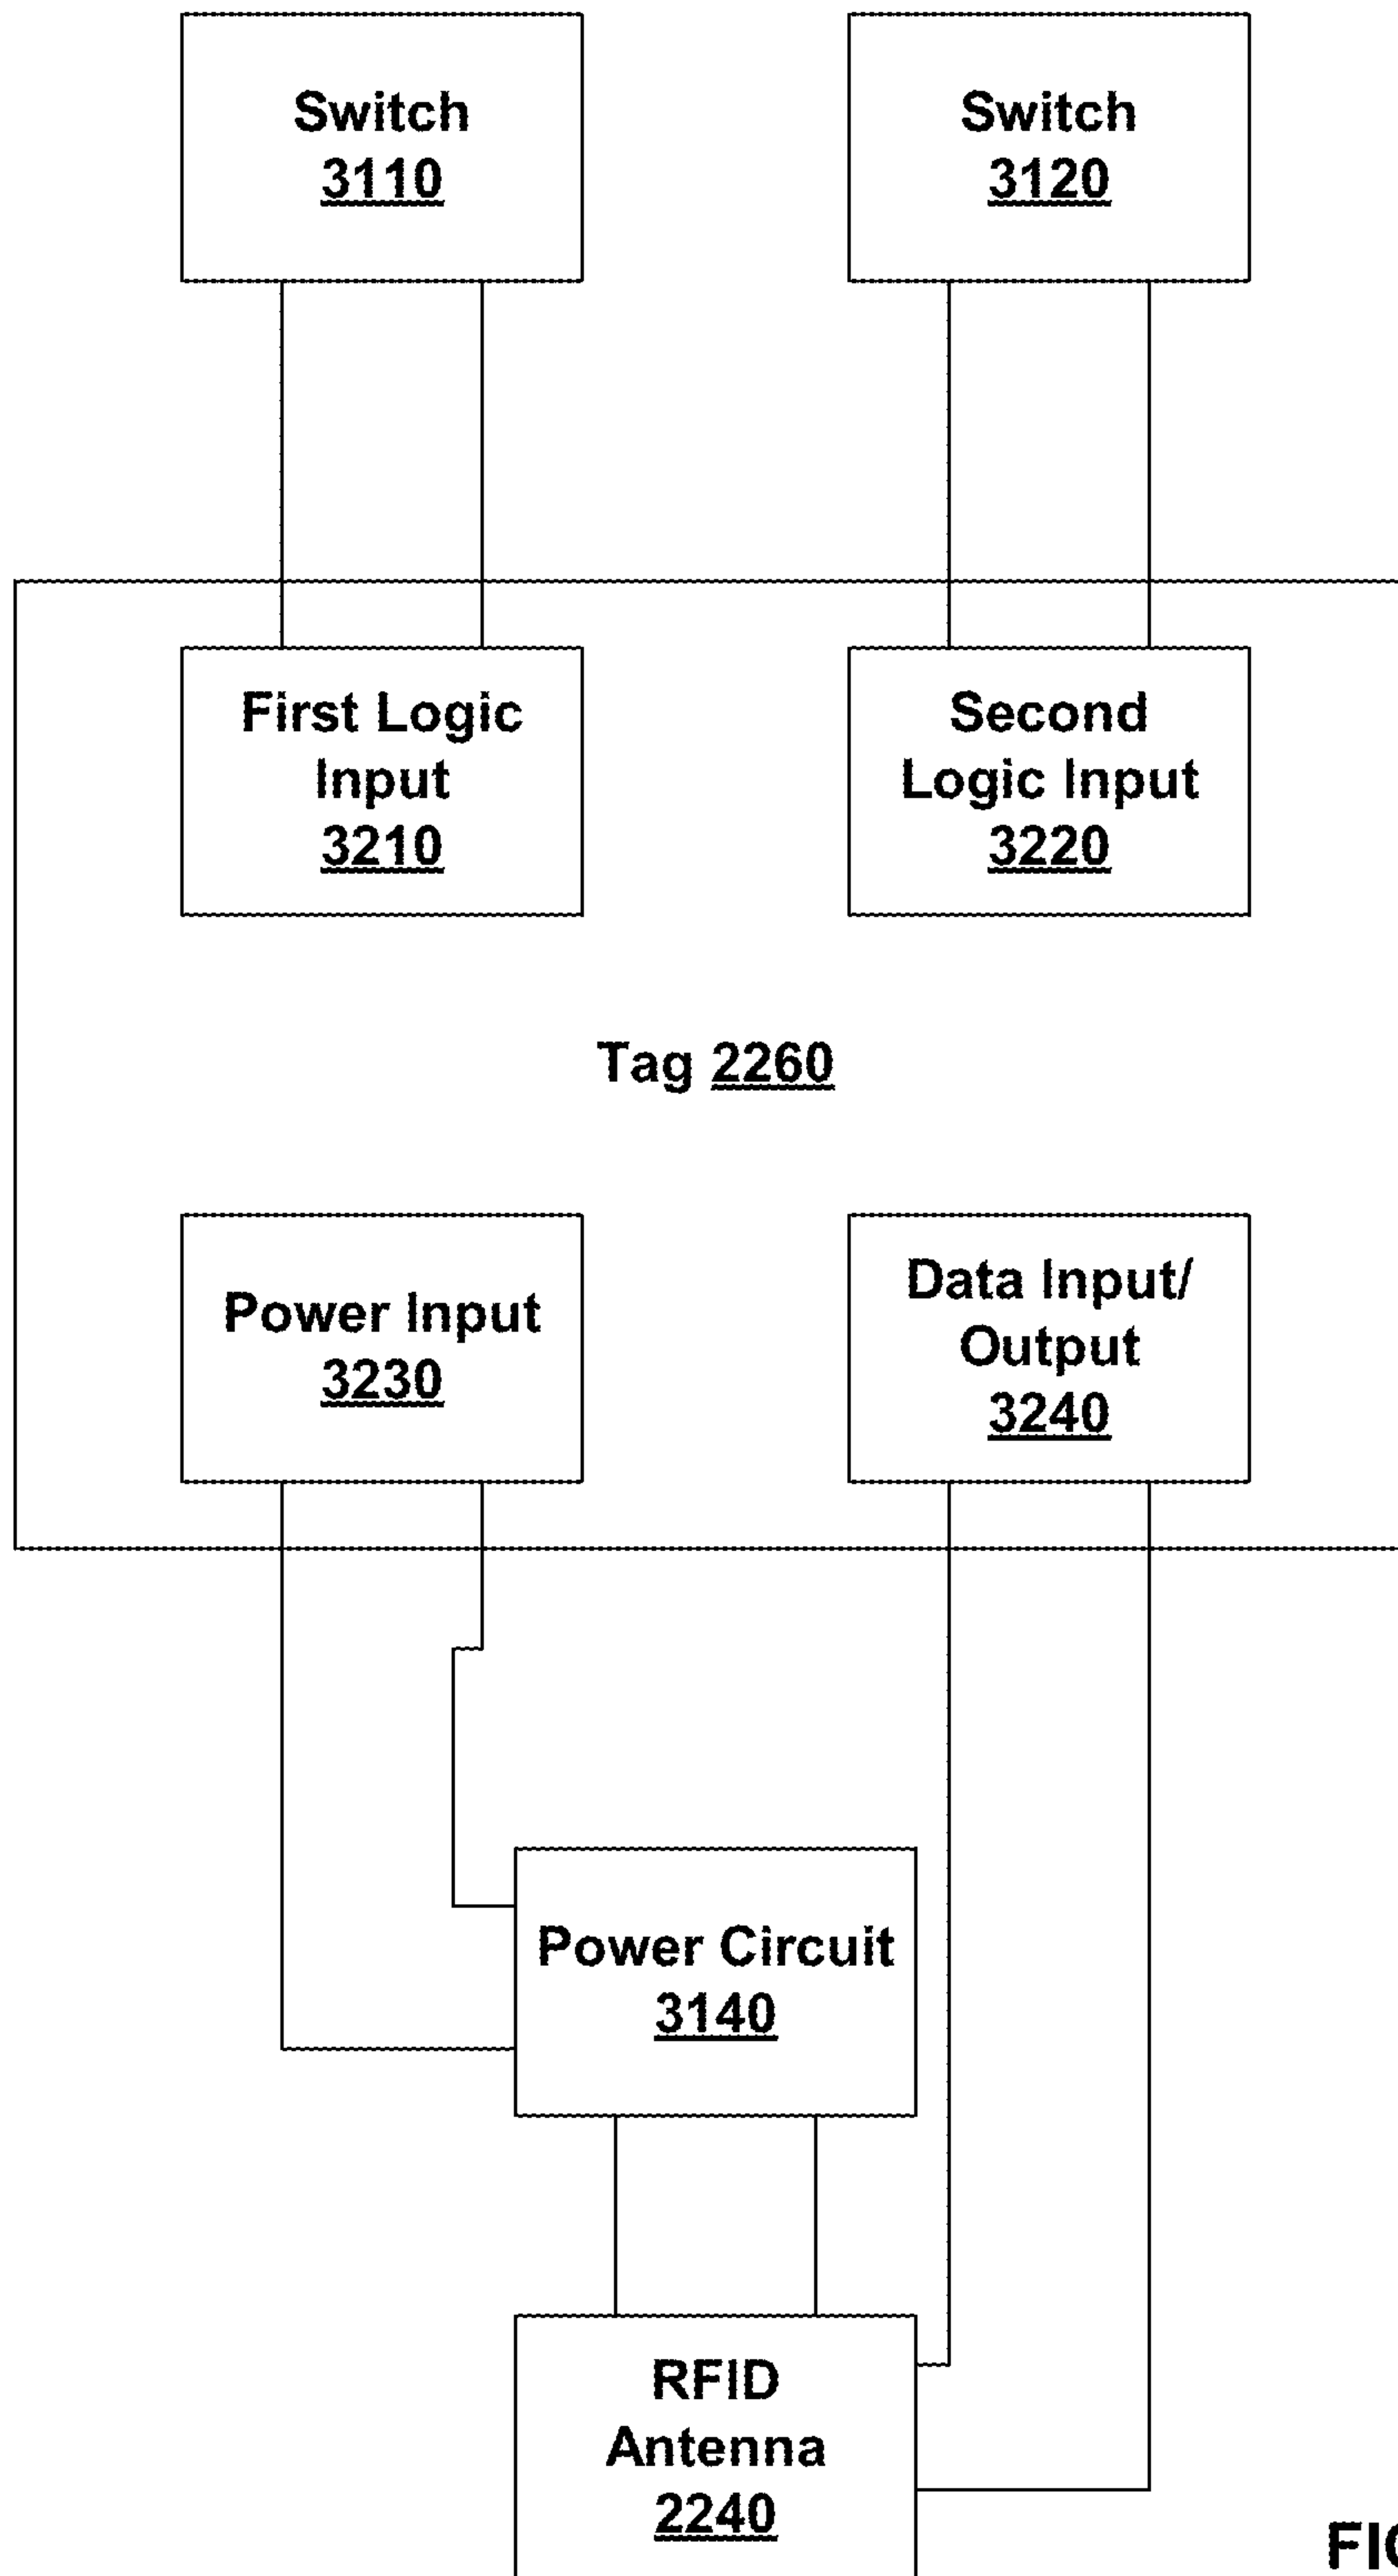 Switch
3110
Switch
3120
First Logic
Input
3210
Second
Logic Input
3220
Tag 2260
Power Input
3230
Data Input/
Output
3240
Power Circuit
3140
RFID
Antenna
2240